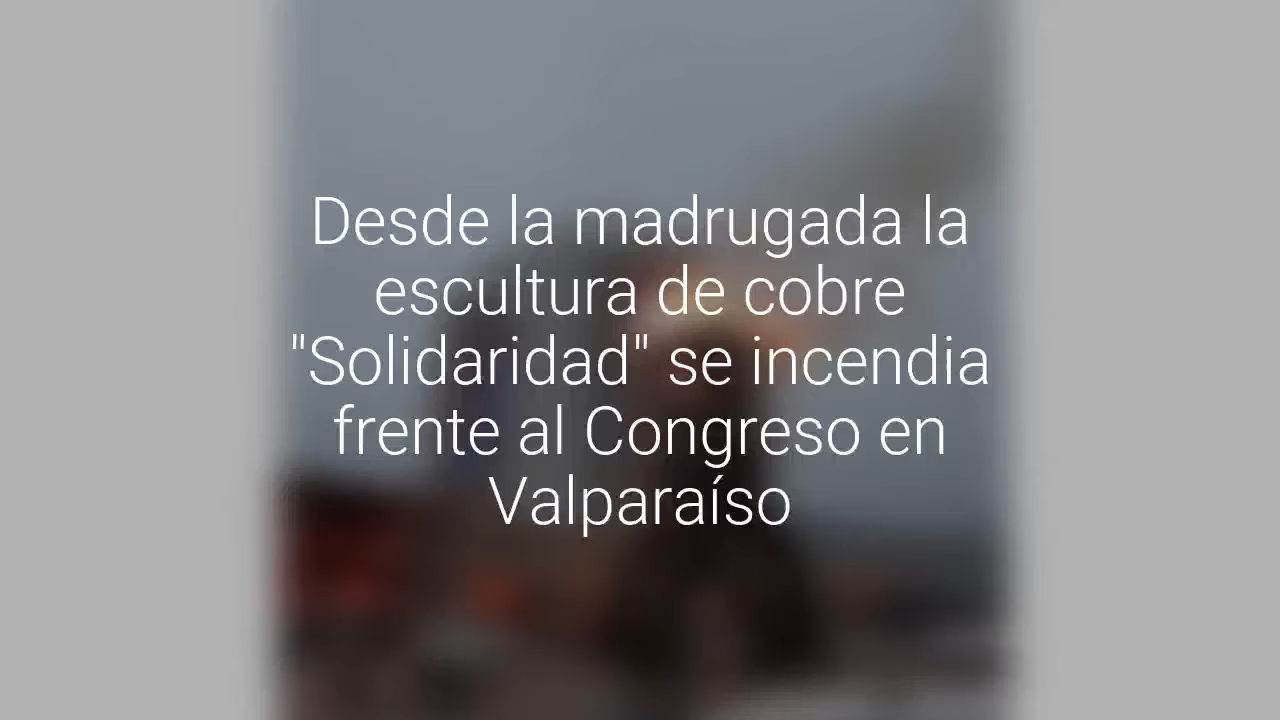 Desde la madrugada la
escultura de cobre
"Solidaridad" se incendia
frente al Congreso en
Valparaíso